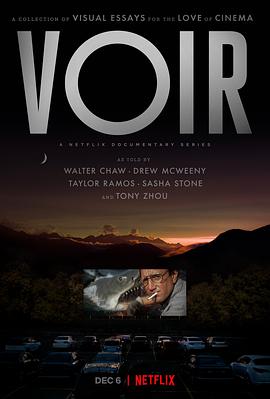 A COLLECTION OF VISUAL ESSAYS FOR THE LOVE OF CINEMA
VOIR
A NETFLIX DOCUMENTARY SERIES
AS TOLD BY
WALTER CHAW • DREW MCWEENY
TAYLOR RAMOS • SASHA STONE
AND TONY ZHOU
DEC 6 | NETFLIX